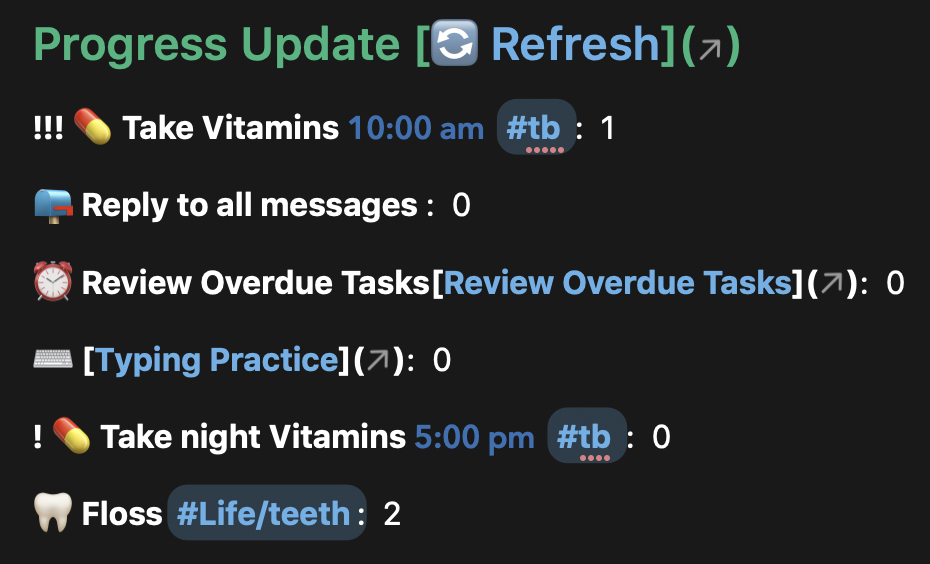 Progress Update [🔄 Refresh](↗)
!!! 💊 Take Vitamins 10:00 am #tb : 1
📪 Reply to all messages : 0
⏰ Review Overdue Tasks[Review Overdue Tasks](↗): 0
⌨️ [Typing Practice](↗): 0
! 💊 Take night Vitamins 5:00 pm #tb : 0
🦷 Floss #Life/teeth : 2